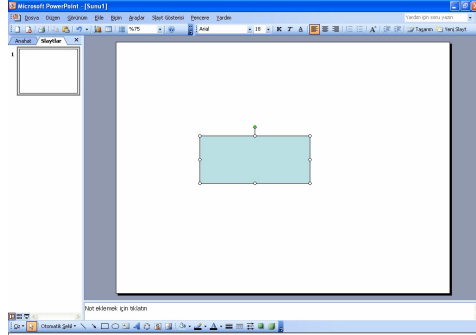 Microsoft PowerPoint - [Sunu1]
Dosya Düzen Görünüm Ekle Biçim Araçlar Slayt Gösterisi Pencere Yardım
Yardım için soru yazın
%75
Arial
18
K T A
Tasarım
Yeni Slayt
Anahat Slaytlar
1
Not eklemek için tıklatın
Çiz
Otomatik Şekil